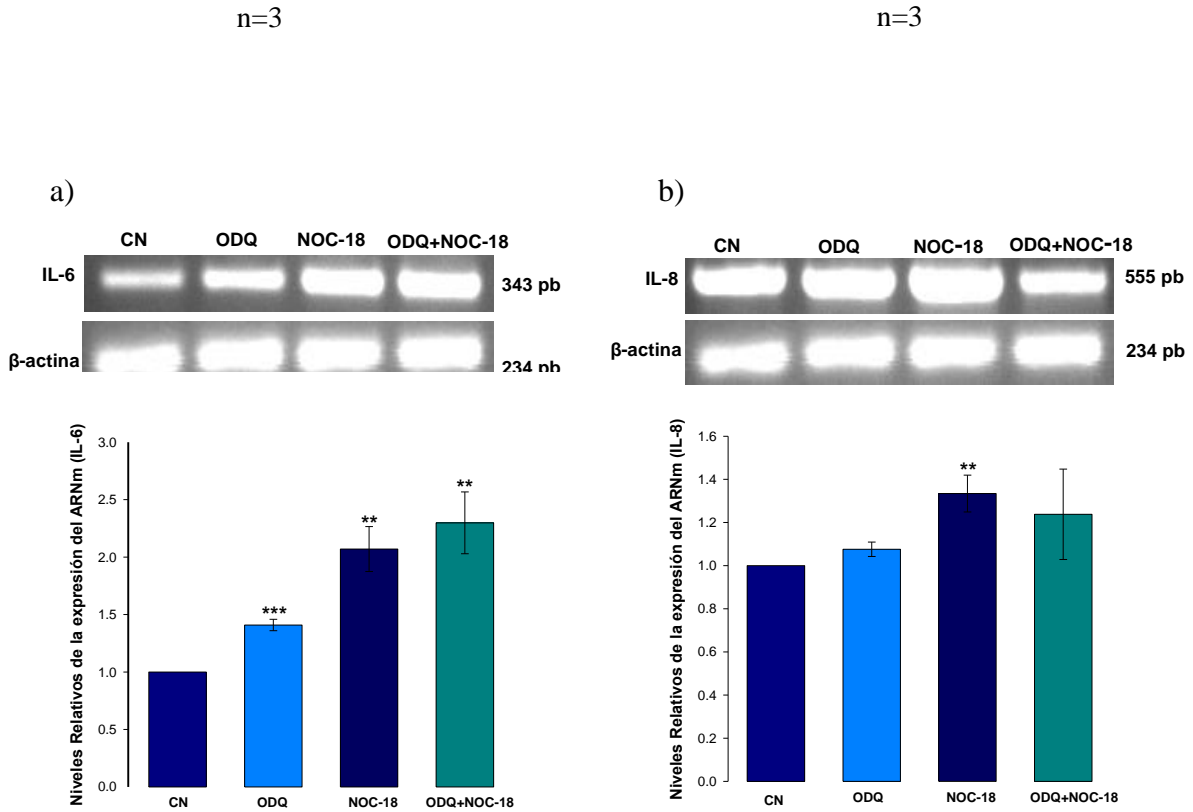 n=3
n=3
a)
CN ODQ NOC-18 ODQ+NOC-18
IL-6
343 pb
β-actina
234 pb
Niveles Relativos de la expresión del ARNm (IL-6)
3.0
2.5
2.0
1.5
1.0
0.5
0.0
***
**
**
CN ODQ NOC-18 ODQ+NOC-18
b)
CN ODQ NOC-18 ODQ+NOC-18
IL-8
555 pb
β-actina
234 pb
Niveles Relativos de la expresión del ARNm (IL-8)
1.6
1.4
1.2
1.0
0.8
0.6
0.4
0.2
0.0
**
CN ODQ NOC-18 ODQ+NOC-18